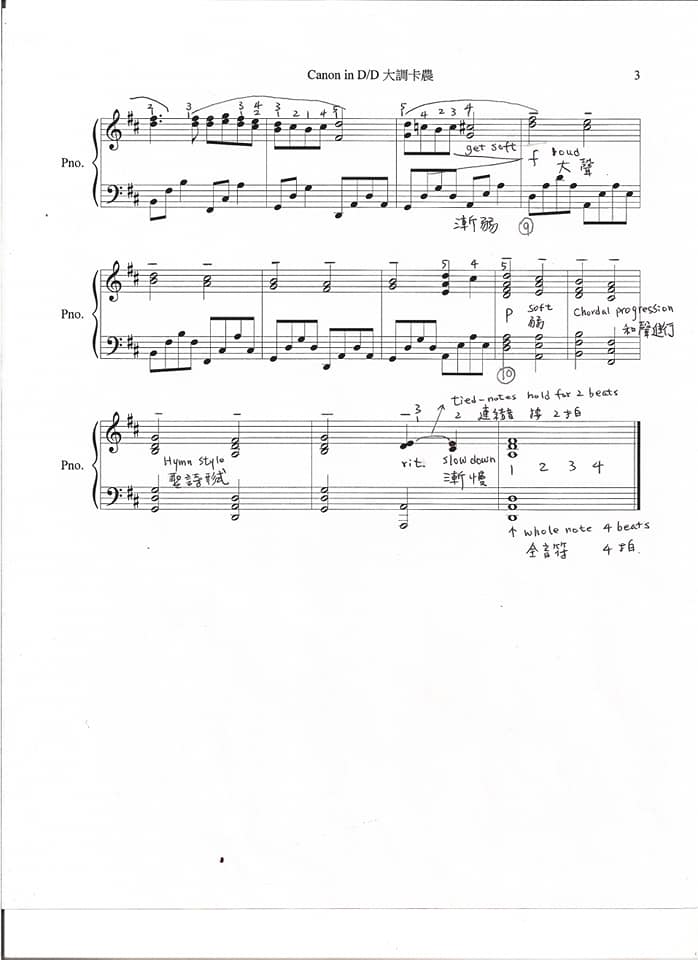 Canon in D/D 大調卡農
3
2 3 3 4 3 2 1 4 5 5 4 2 3 4
2
Pno.
get soft
f loud
大聲
漸弱 ⑨
5 4 5
Pno.
P soft
弱
chordal progression
和聲進行
⑩
tied-notes hold for 2 beats
2 連結音 按 2拍
3
Pno.
Hymn style
聖詩形式
rit. slow down
漸慢
1 2 3 4
↑ whole note 4 beats
全音符 4拍